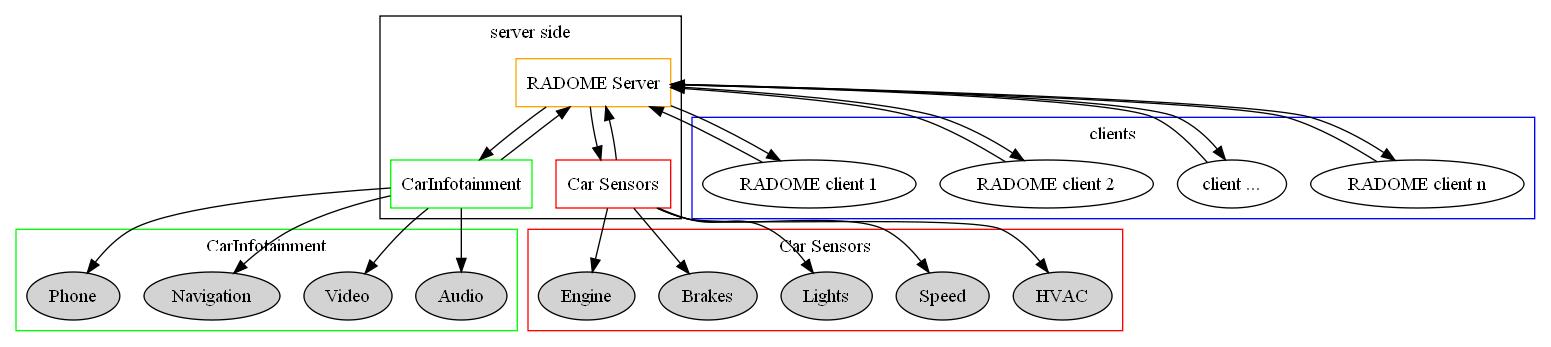 server side
RADOME Server
clients
CarInfotainment
Car Sensors
RADOME client 1
RADOME client 2
client ...
RADOME client n
CarInfotainment
Car Sensors
Phone
Navigation
Video
Audio
Engine
Brakes
Lights
Speed
HVAC